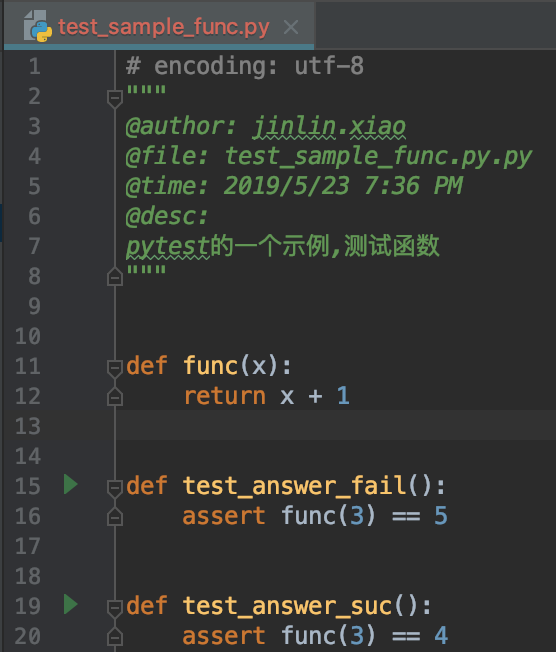 test_sample_func.py
1 # encoding: utf-8
2 """
3 @author: jinlin.xiao
4 @file: test_sample_func.py.py
5 @time: 2019/5/23 7:36 PM
6 @desc:
7 pytest的一个示例,测试函数
8 """
9
10
11 def func(x):
12     return x + 1
13
14
15 def test_answer_fail():
16     assert func(3) == 5
17
18
19 def test_answer_suc():
20     assert func(3) == 4